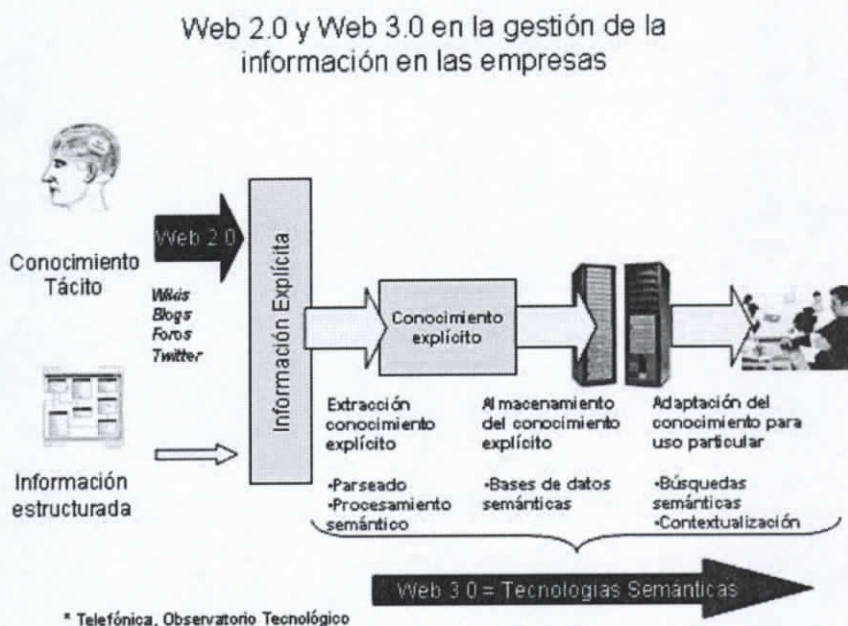 Web 2.0 y Web 3.0 en la gestión de la
información en las empresas
Conocimiento
Tácito
Web 2.0
Wikis
Blogs
Foros
Twitter
Información
estructurada
Información Explícita
Conocimiento
explícito
Extracción
conocimiento
explícito
•Parseado
•Procesamiento
semántico
Almacenamiento
del conocimiento
explícito
•Bases de datos
semánticas
Adaptación del
conocimiento para
uso particular
•Búsquedas
semánticas
•Contextualización
Web 3.0 = Tecnologías Semánticas
* Telefónica, Observatorio Tecnológico